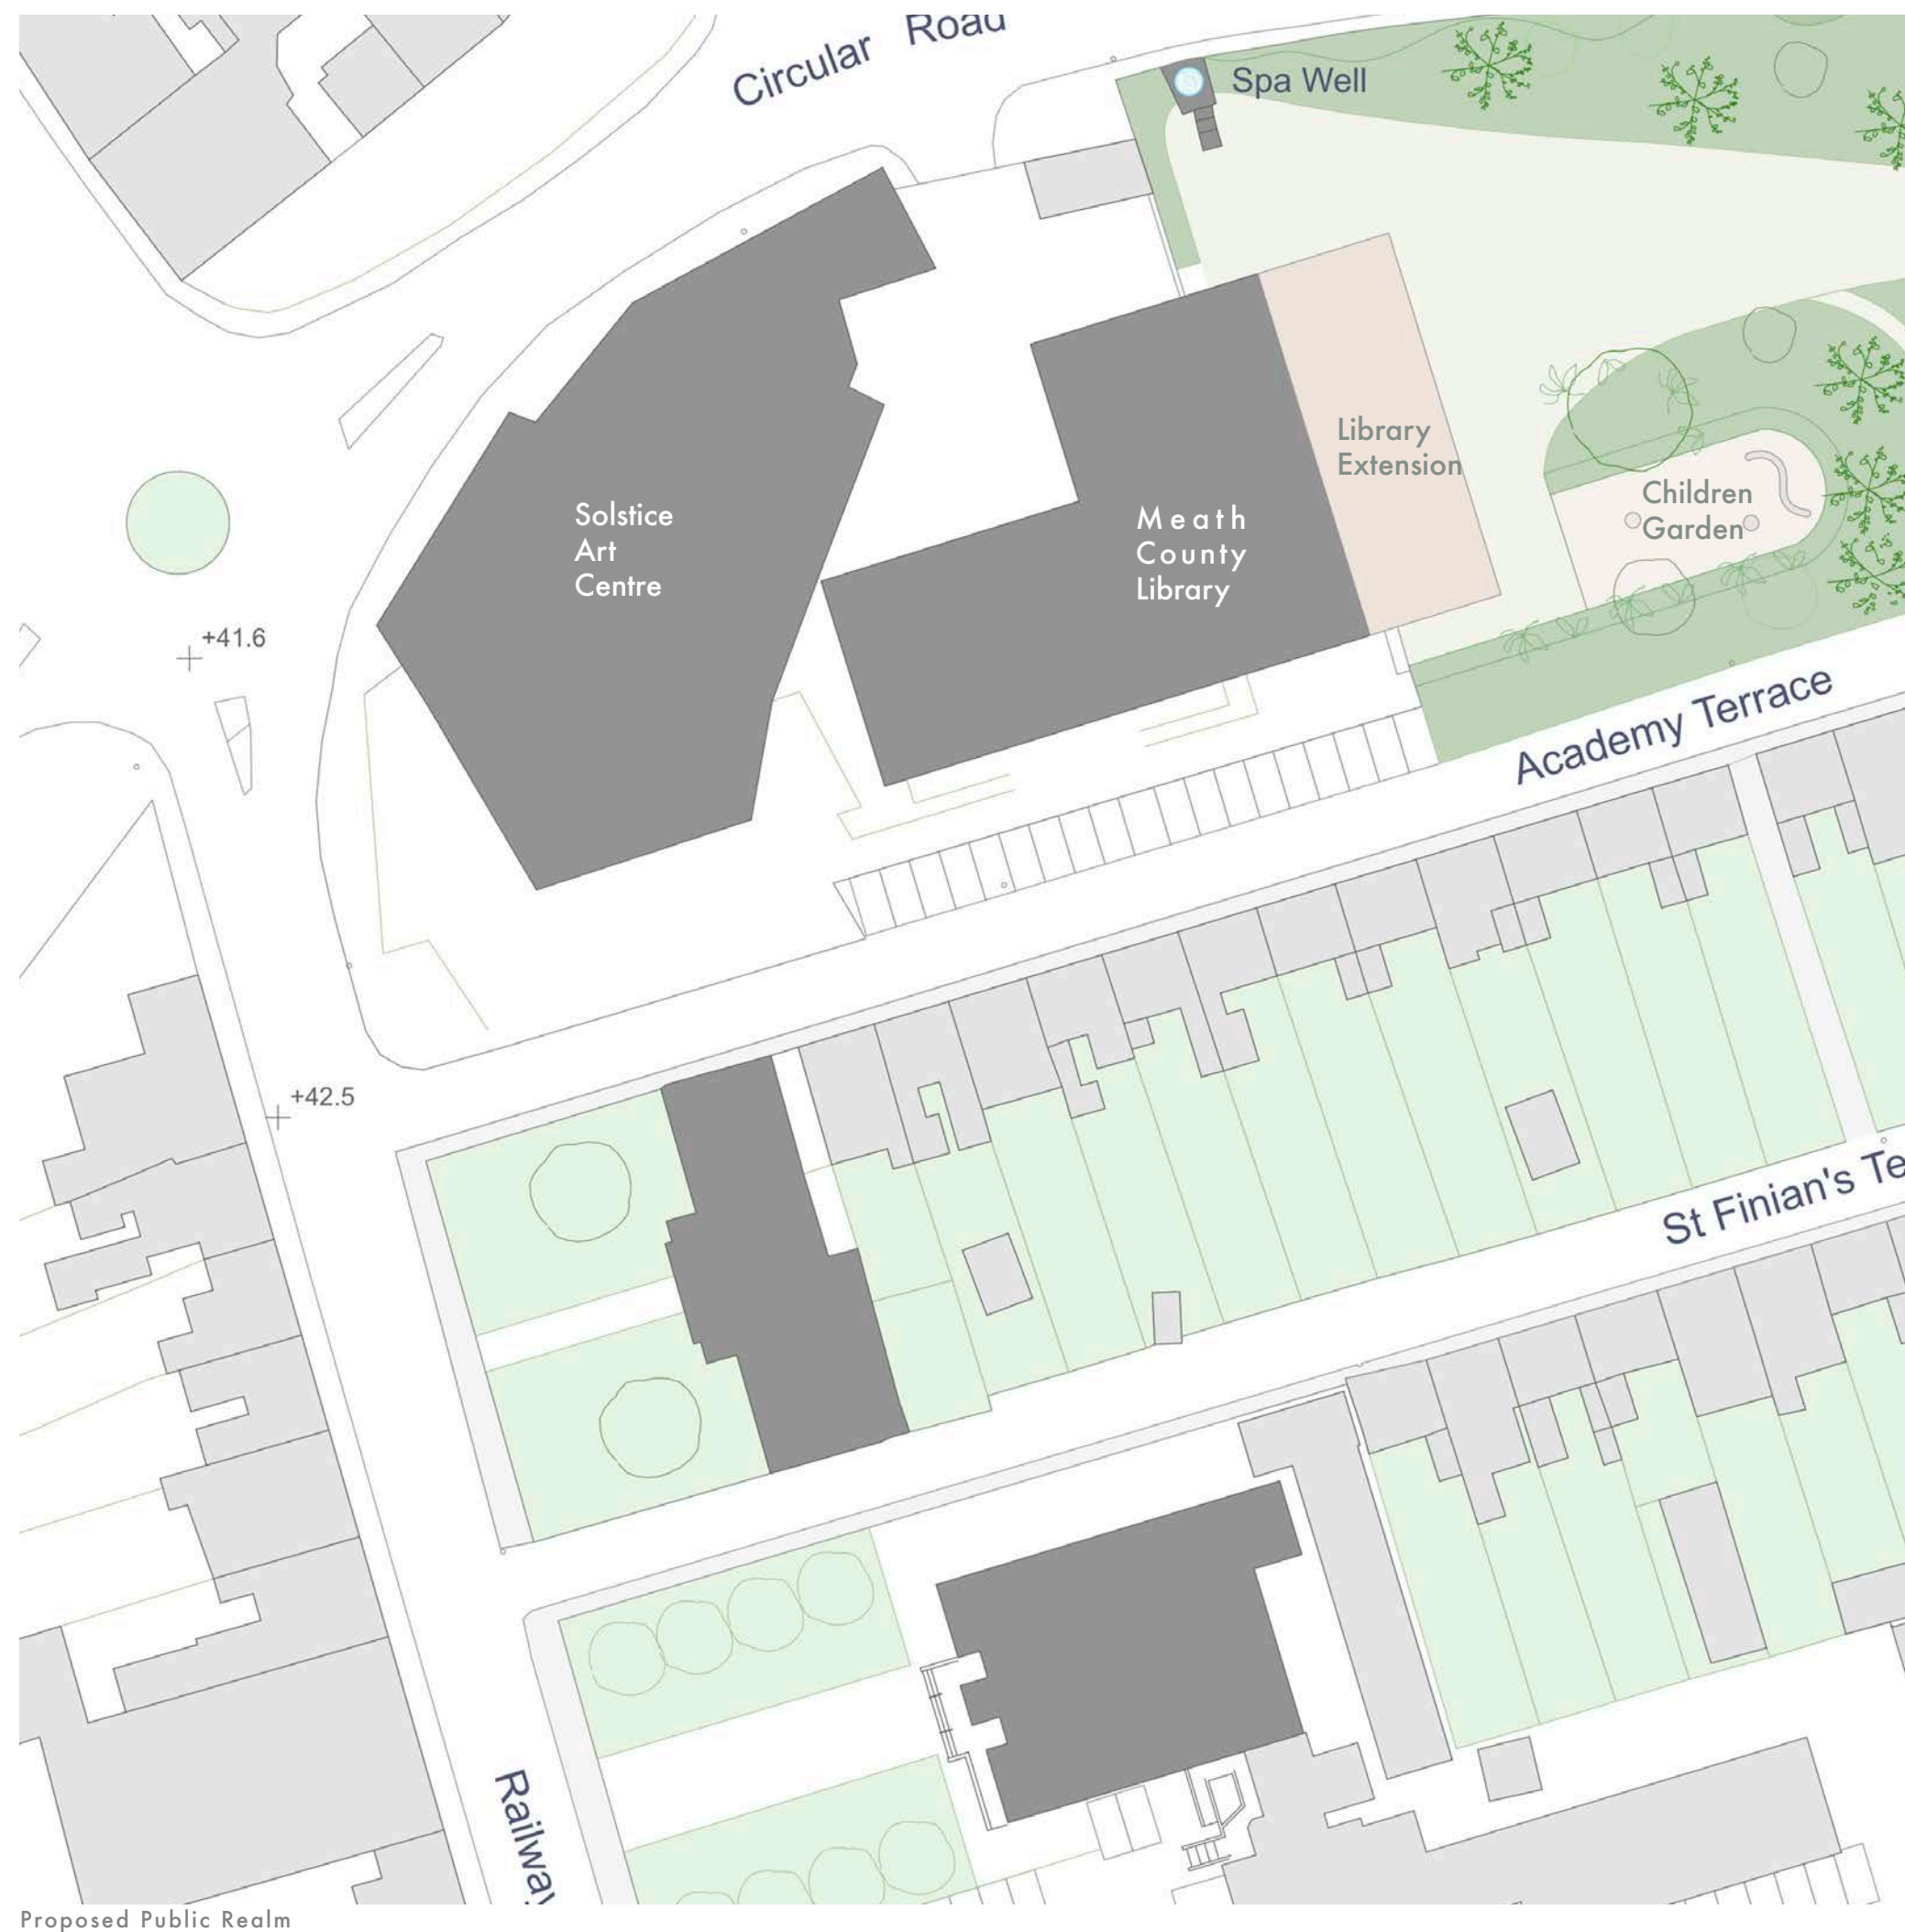 Circular Road
Spa Well
Library
Extension
Children
Garden
Solstice
Art
Centre
Meath
County
Library
+41.6
Academy Terrace
+42.5
St Finian's Te
Railway
Proposed Public Realm